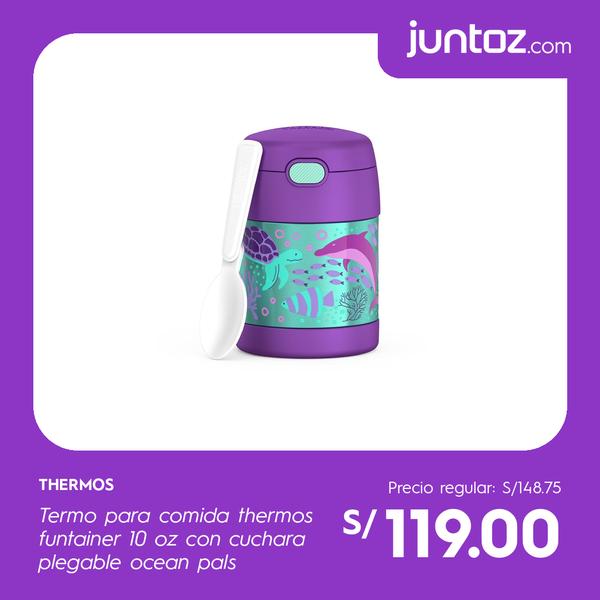 juntoz.com
THERMOS
Termo para comida thermos
funtainer 10 oz con cuchara
plegable ocean pals
Precio regular: S/148.75
S/119.00